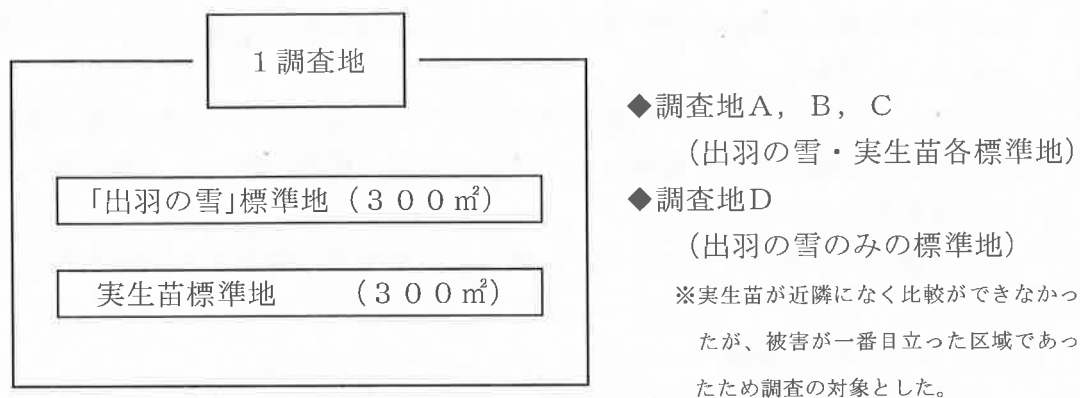 1調査地
「出羽の雪」標準地（３００㎡）
実生苗標準地　（３００㎡）
◆調査地A，B，C
（出羽の雪・実生苗各標準地）
◆調査地D
（出羽の雪のみの標準地）
※実生苗が近隣になく比較ができなかっ
たが、被害が一番目立った区域であっ
たため調査の対象とした。